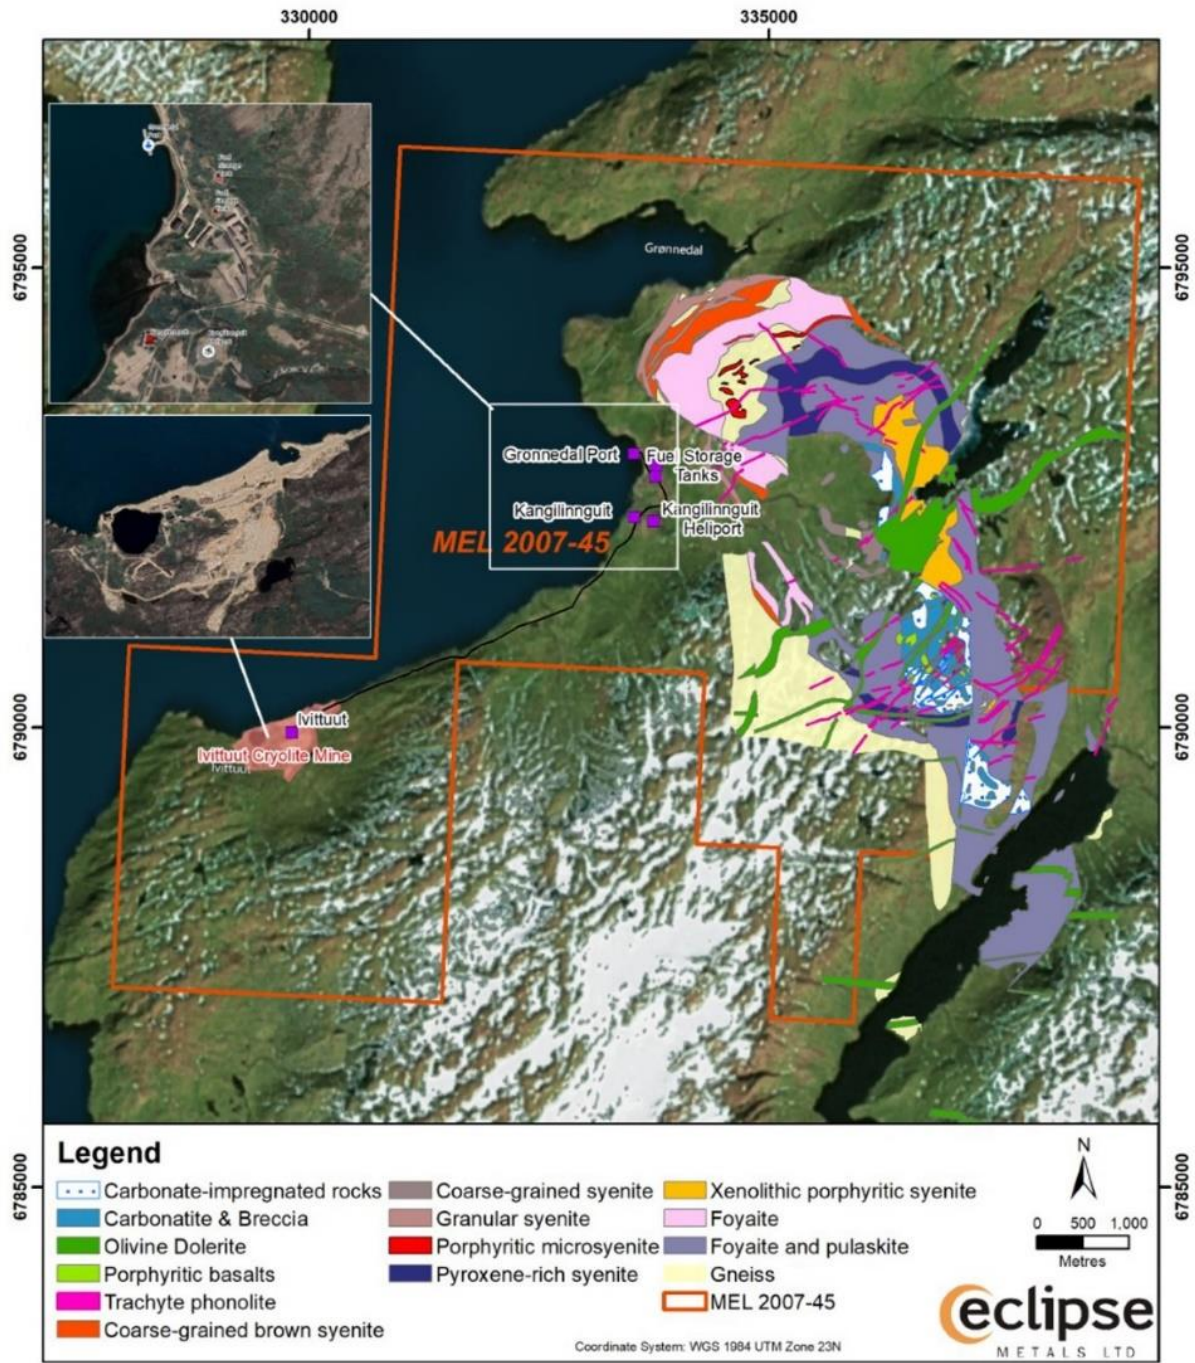 330000
335000
6795000
6795000
Grønnedal
Gronnedal Port
Fuel Storage
Tanks
Kangilinnguit
Kangilinnguit
Heliport
MEL 2007-45
6790000
6790000
Ivittuut
Ivittuut Cryolite Mine
Ivittuut
6785000
6785000
Legend
Carbonate-impregnated rocks
Carbonatite & Breccia
Olivine Dolerite
Porphyritic basalts
Trachyte phonolite
Coarse-grained brown syenite
Coarse-grained syenite
Granular syenite
Porphyritic microsyenite
Pyroxene-rich syenite
Xenolithic porphyritic syenite
Foyaite
Foyaite and pulaskite
Gneiss
MEL 2007-45
N
0 500 1,000
Metres
eclipse
METALS LTD
Coordinate System: WGS 1984 UTM Zone 23N